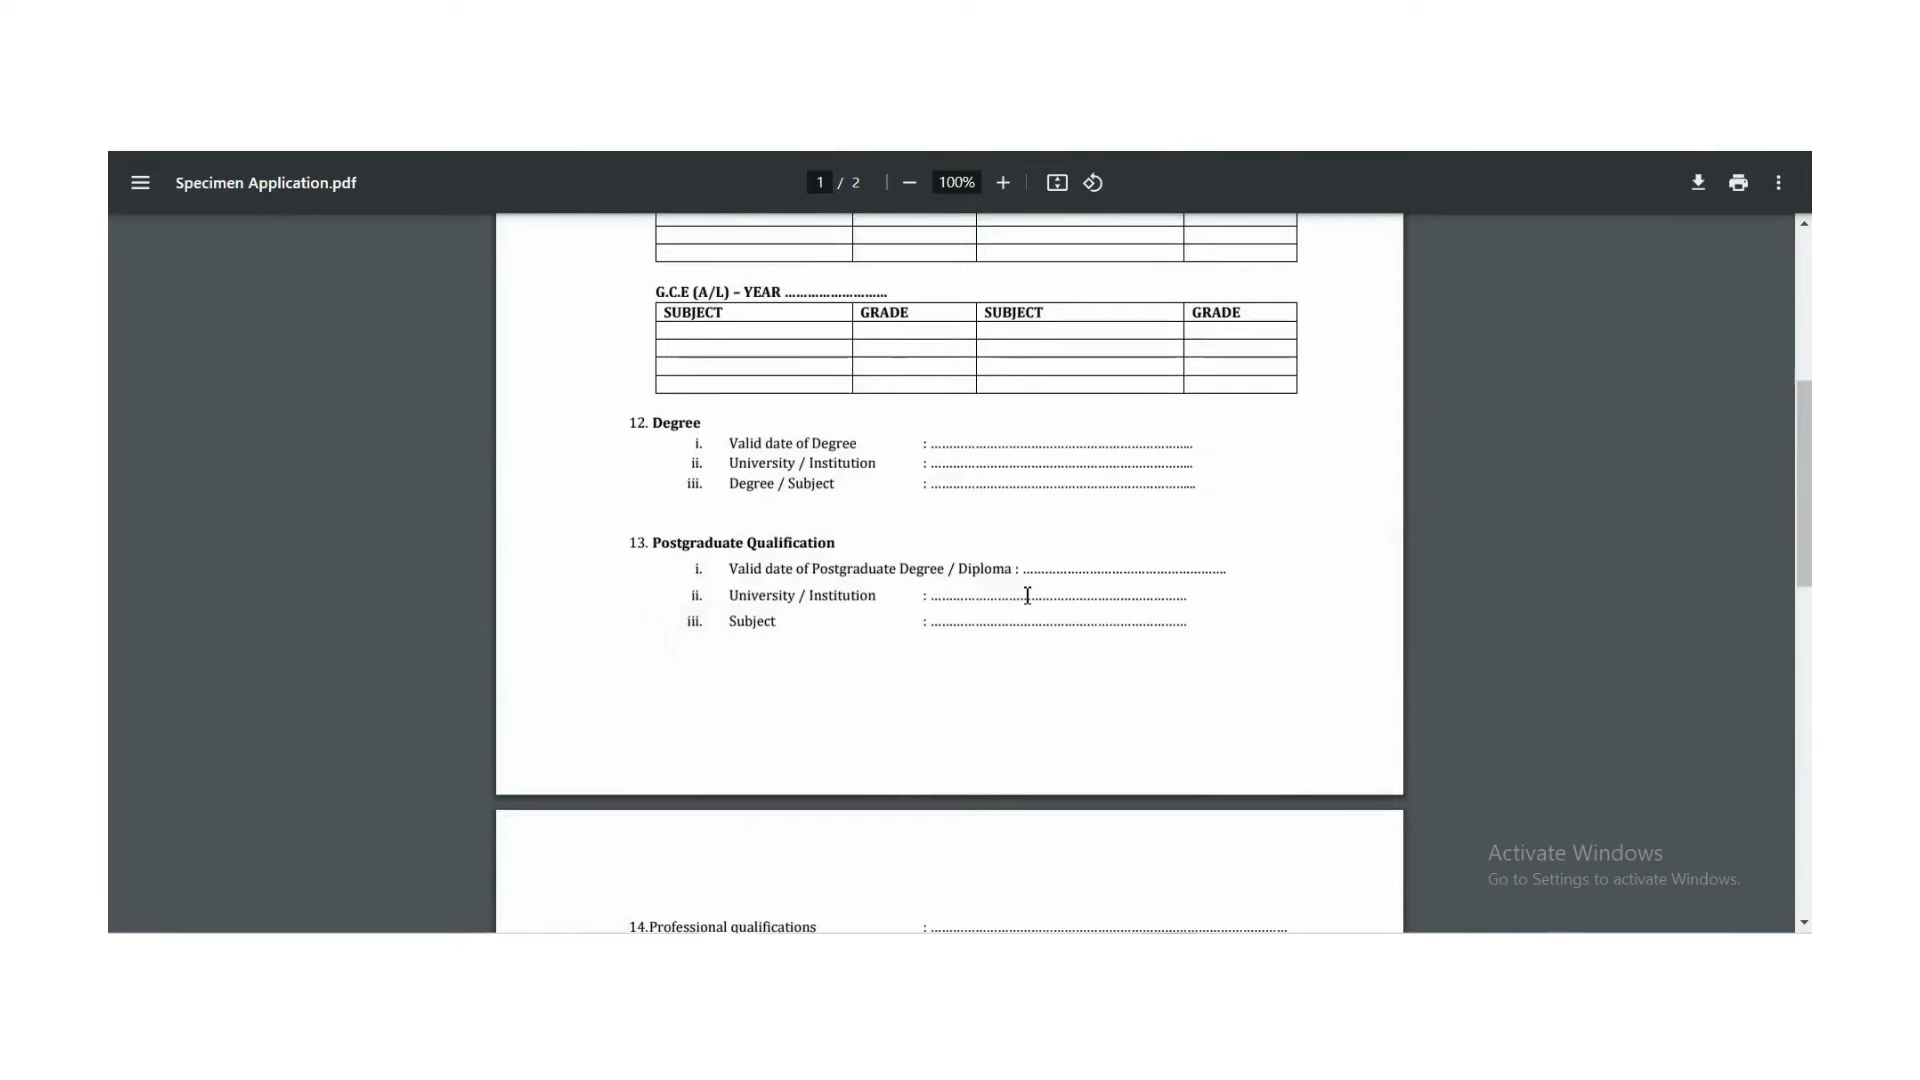 Specimen Application.pdf
1 / 2
100%
G.C.E (A/L) – YEAR ………………………
SUBJECT GRADE SUBJECT GRADE
12. Degree
i. Valid date of Degree : ……………………………………………………………
ii. University / Institution : ……………………………………………………………
iii. Degree / Subject : ……………………………………………………………
13. Postgraduate Qualification
i. Valid date of Postgraduate Degree / Diploma : ………………………………………………
ii. University / Institution : …………………………………………………………
iii. Subject : …………………………………………………………
14.Professional qualifications : …………………………………………………………………………………
Activate Windows
Go to Settings to activate Windows.